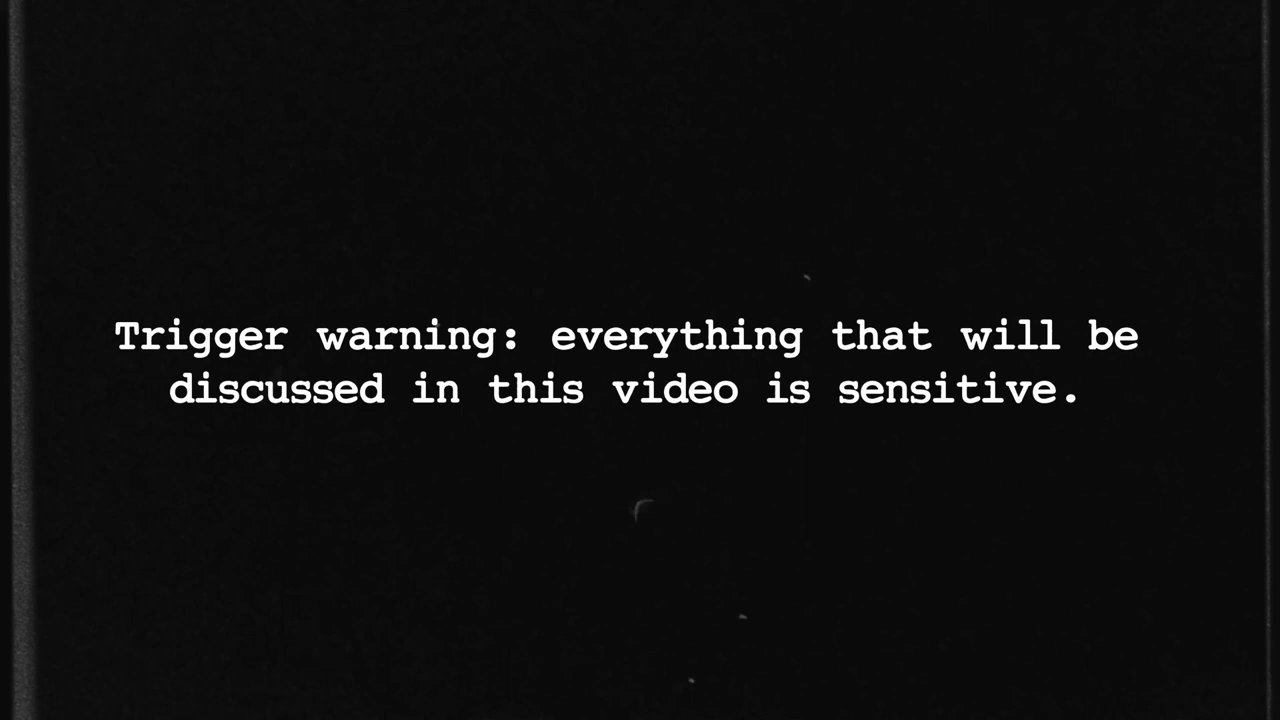 Trigger warning: everything that will be
discussed in this video is sensitive.